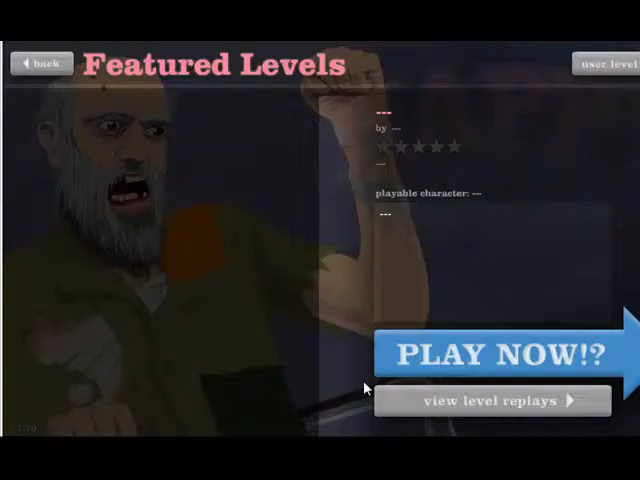 back
Featured Levels
user level
---
by ---
---
playable character: ---
---
PLAY NOW!?
view level replays